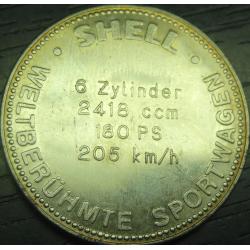 · SHELL ·
6 Zylinder
2418 ccm
180 PS
205 km/h
WELTBERÜHMTE SPORTWAGEN